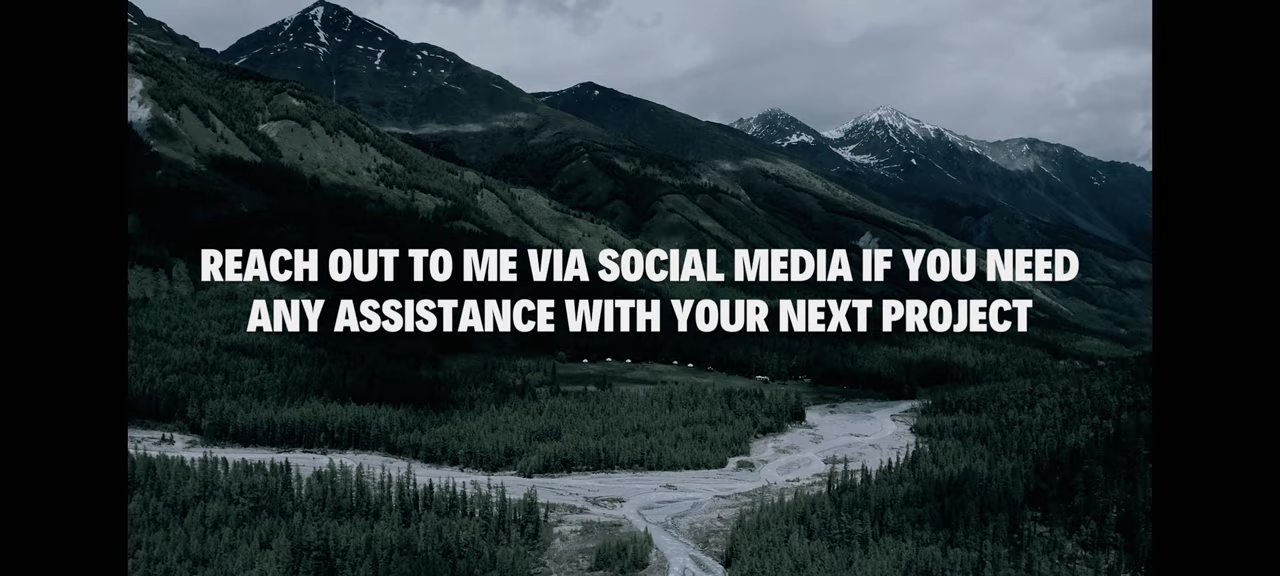 REACH OUT TO ME VIA SOCIAL MEDIA IF YOU NEED
ANY ASSISTANCE WITH YOUR NEXT PROJECT